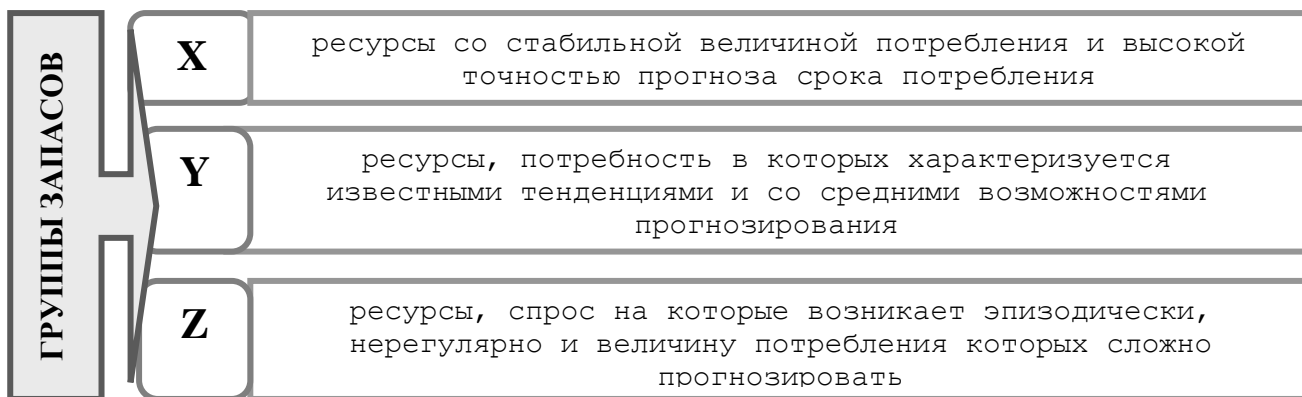 ГРУППЫ ЗАПАСОВ
X
ресурсы со стабильной величиной потребления и высокой
точностью прогноза срока потребления
Y
ресурсы, потребность в которых характеризуется
известными тенденциями и со средними возможностями
прогнозирования
Z
ресурсы, спрос на которые возникает эпизодически,
нерегулярно и величину потребления которых сложно
прогнозировать